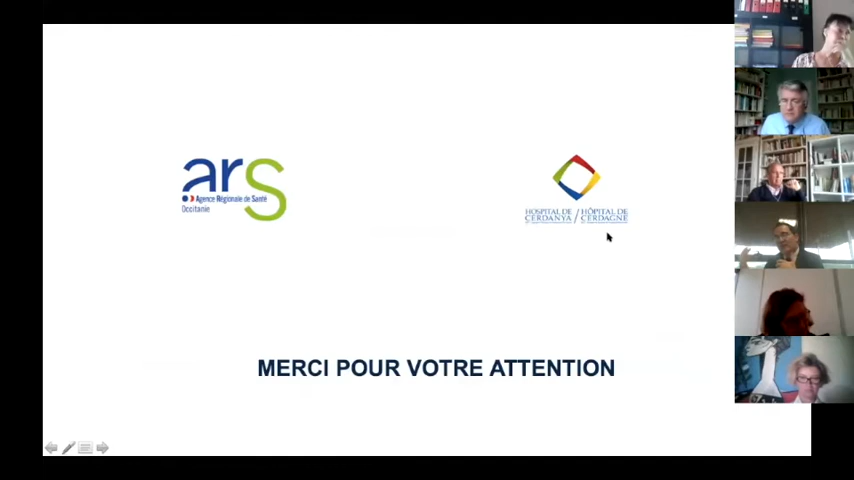 ars
Agence Régionale de Santé
Occitanie
HOSPITAL DE / HÔPITAL DE
CERDANYA / CERDAGNE
MERCI POUR VOTRE ATTENTION